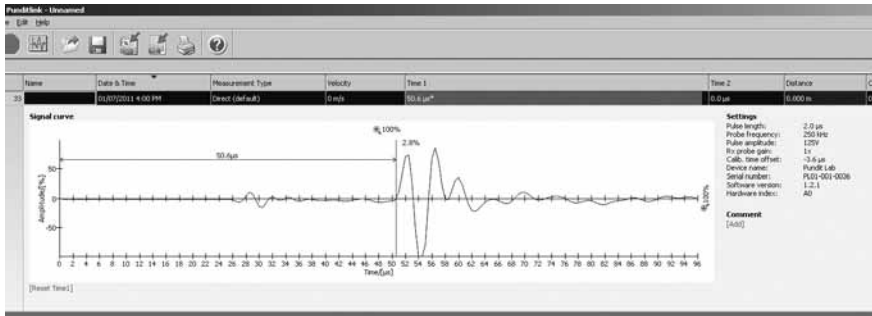 Punditlink - Unnamed
Edit Help
Name Date & Time Measurement Type Velocity Time 1 Time 2 Distance
35 01/07/2011 4:00 PM Direct (default) 0 m/s 50.6 µs* 0.0 µs 0.000 m
Signal curve
100%
2.8%
50.6µs
50
0
-50
Amplitude[%]
100%
0 2 4 6 8 10 12 14 16 18 20 22 24 26 28 30 32 34 36 38 40 42 44 46 48 50 52 54 56 58 60 62 64 66 68 70 72 74 76 78 80 82 84 86 88 90 92 94 96
Time/[µs]
[Reset Time1]
Settings
Pulse length: 2.0 µs
Probe frequency: 250 kHz
Pulse amplitude: 125V
Rx probe gain: 1x
Calib. time offset: -3.6 µs
Device name: Pundit Lab
Serial number: PL01-001-0036
Software version: 1.2.1
Hardware index: A0
Comment
[Add]